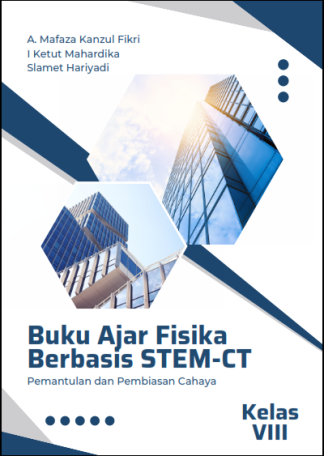 A. Mafaza Kanzul Fikri
I Ketut Mahardika
Slamet Hariyadi
Buku Ajar Fisika
Berbasis STEM-CT
Pemantulan dan Pembiasan Cahaya
Kelas
VIII